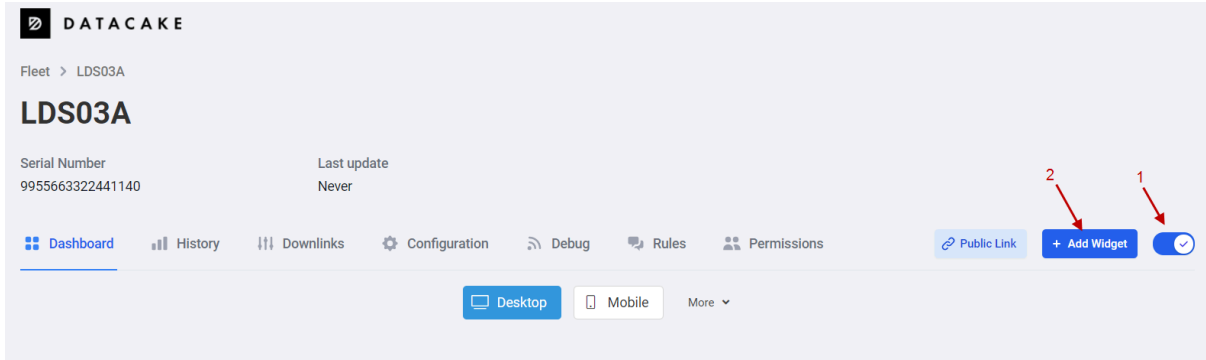 DATACAKE
Fleet > LDS03A
LDS03A
Serial Number Last update
9955663322441140 Never
2 1
Dashboard History Downlinks Configuration Debug Rules Permissions Public Link + Add Widget
Desktop Mobile More